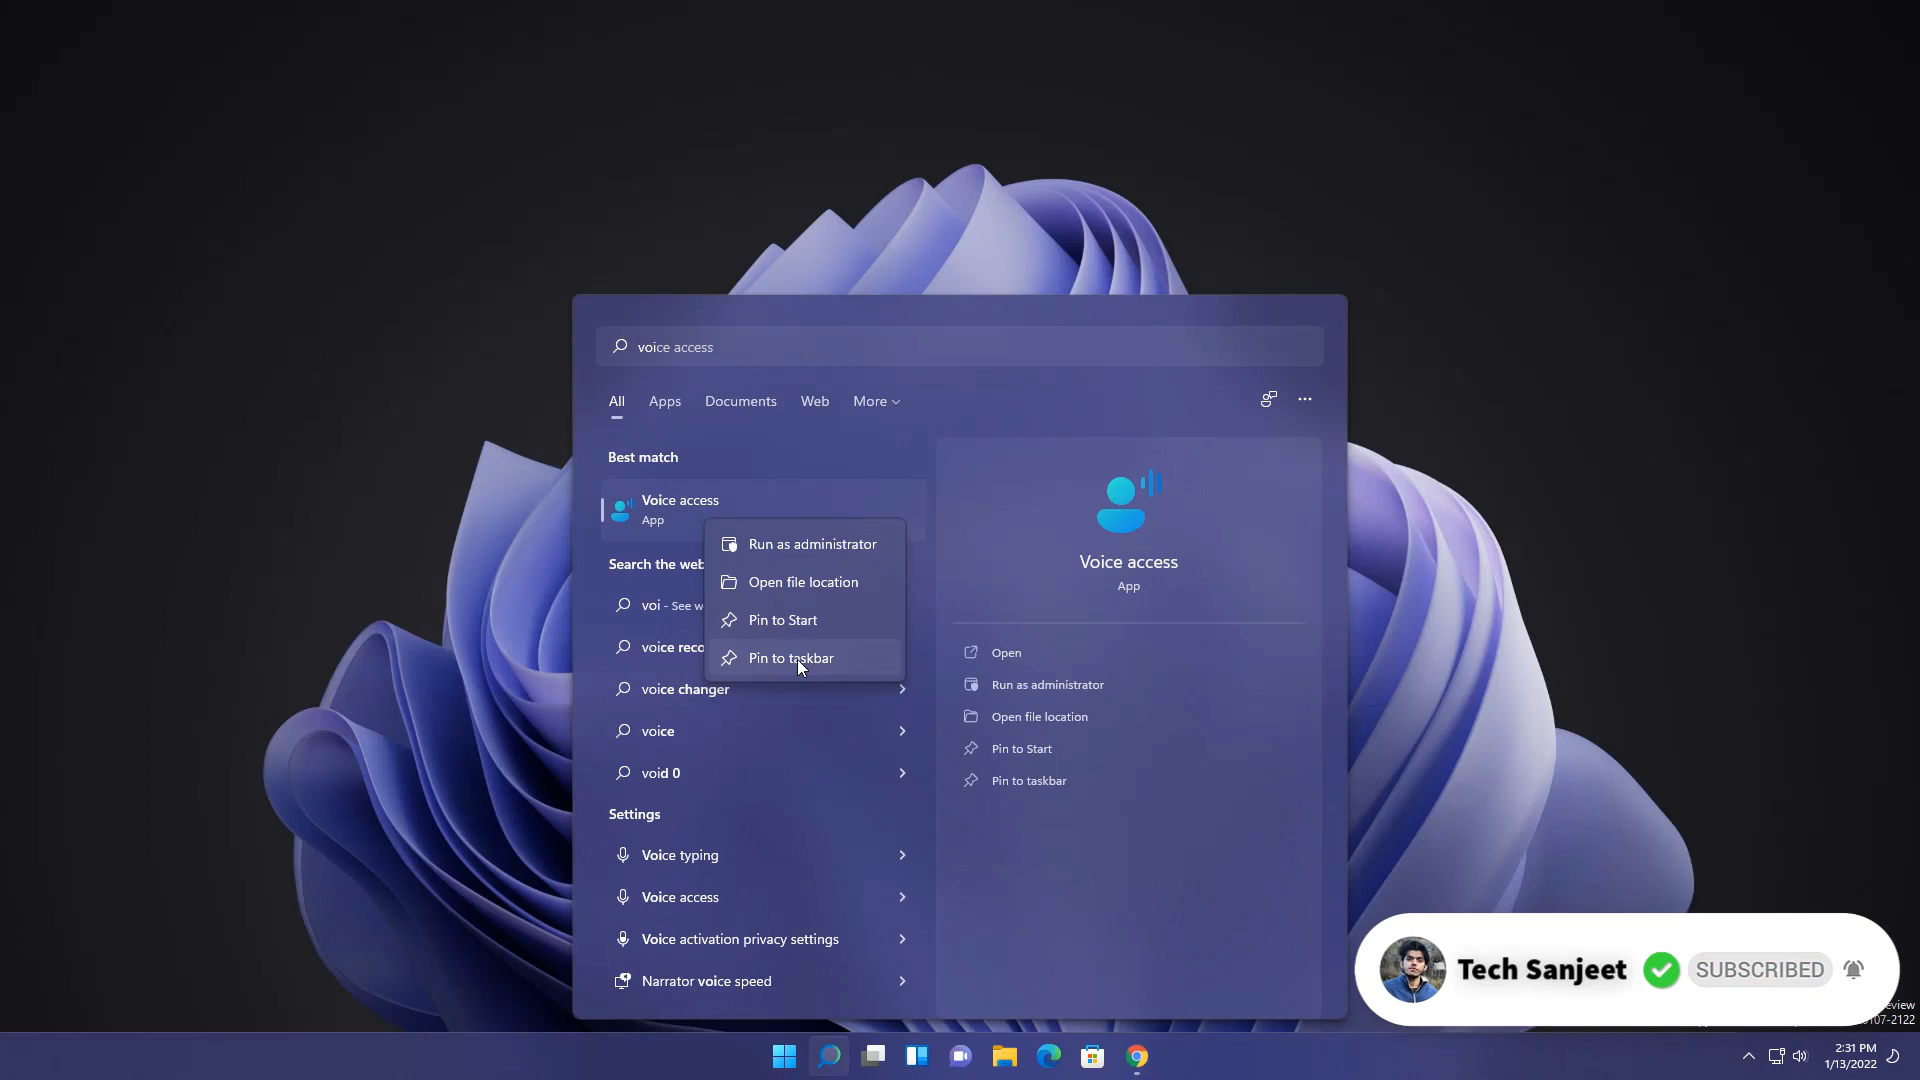 voice access
All Apps Documents Web More
Best match
Voice access
App
Run as administrator
Open file location
Pin to Start
Pin to taskbar
Search the web
voi - See w
voice reco
voice changer
voice
void 0
Settings
Voice typing
Voice access
Voice activation privacy settings
Narrator voice speed
Voice access
App
Open
Run as administrator
Open file location
Pin to Start
Pin to taskbar
Tech Sanjeet SUBSCRIBED
eview
107-2122
2:31 PM
1/13/2022